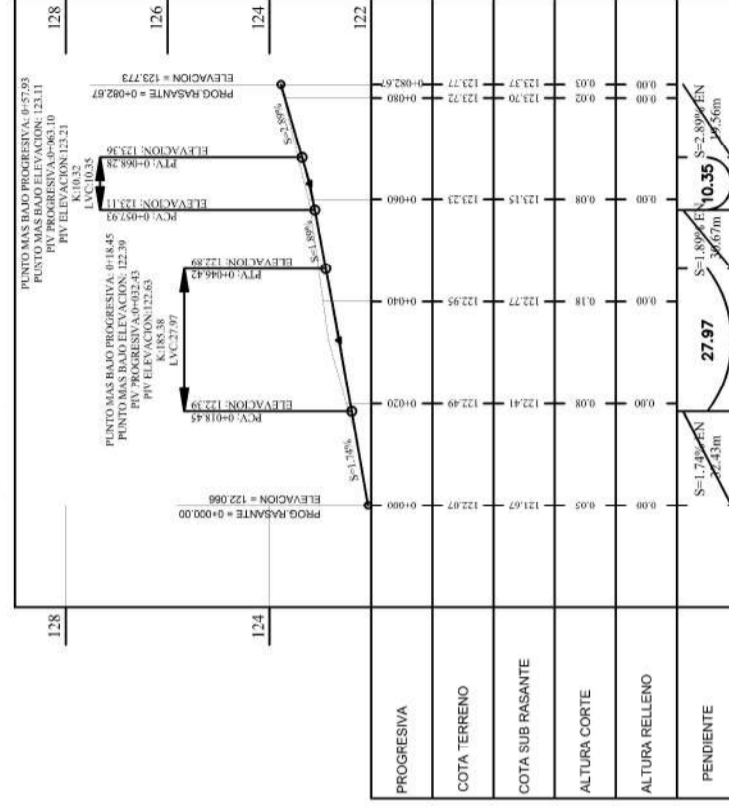 128
126
124
122
128
124
PUNTO MAS BAJO PROGRESIVA: 0+57.93
PUNTO MAS BAJO ELEVACION: 123.11
PIV PROGRESIVA:0+063.10
PIV ELEVACION:123.21
K:10.32
LVC:10.35
PUNTO MAS BAJO PROGRESIVA: 0+18.45
PUNTO MAS BAJO ELEVACION: 122.39
PIV PROGRESIVA:0+032.43
PIV ELEVACION:122.63
K:185.38
LVC:27.97
PROG.RASANTE = 0+000.00
ELEVACION = 122.066
PCV: 0+018.45
ELEVACION: 122.39
PTV: 0+046.42
ELEVACION: 122.89
PCV: 0+057.93
ELEVACION: 123.11
PTV: 0+068.28
ELEVACION: 123.36
PROG.RASANTE = 0+082.67
ELEVACION = 123.773
S=1.74%
S=1.89%
S=2.89%
PROGRESIVA
0+000 0+020 0+040 0+060 0+080 0+082.67
COTA TERRENO
122.07 122.49 122.95 123.23 123.72 123.77
COTA SUB RASANTE
121.67 122.41 122.77 123.15 123.70 123.37
ALTURA CORTE
0.05 0.08 0.18 0.08 0.02 0.03
ALTURA RELLENO
0.00 0.00 0.00 0.00 0.00 0.00
PENDIENTE
S=1.74% EN
32.43m
27.97
S=1.89% EN
30.67m
10.35
S=2.89% EN
19.56m